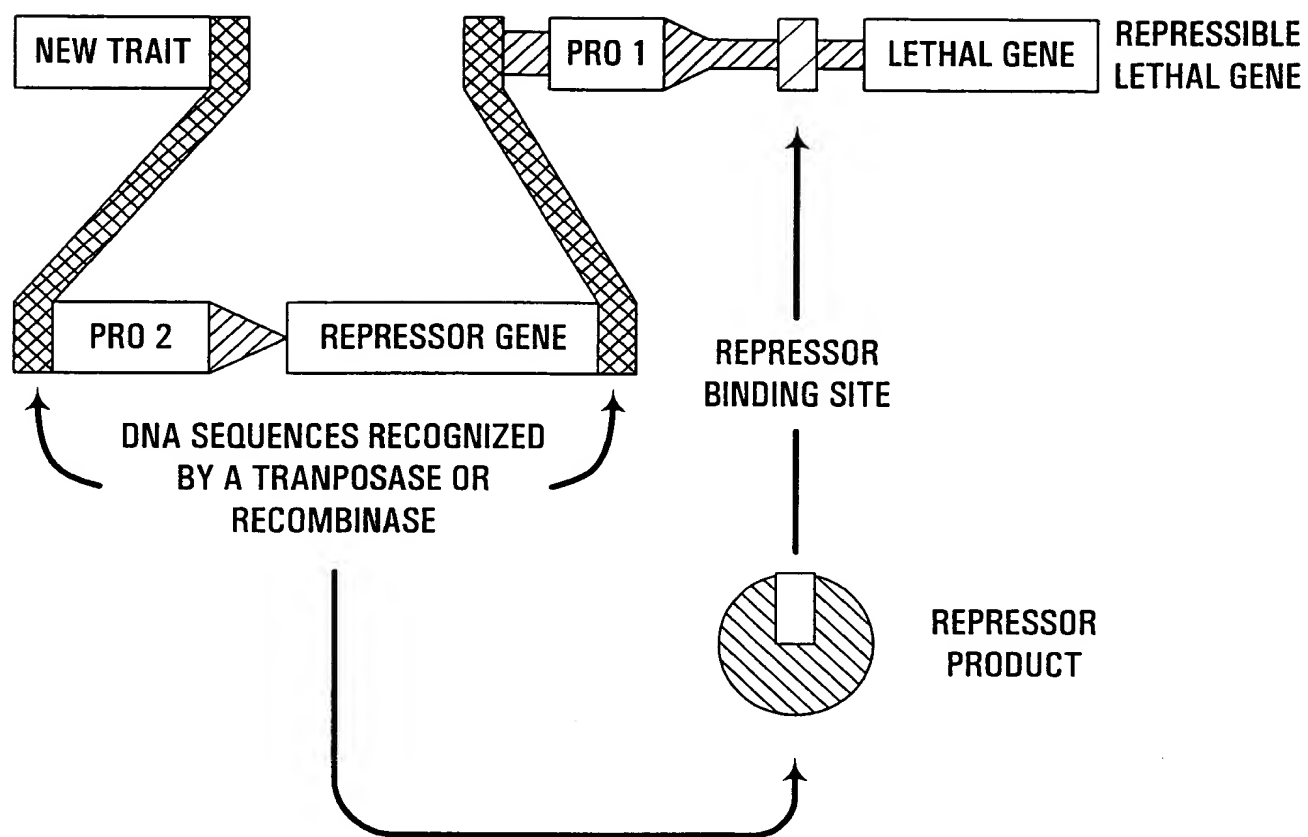 NEW TRAIT
PRO 1
LETHAL GENE
REPRESSIBLE
LETHAL GENE
PRO 2
REPRESSOR GENE
REPRESSOR
BINDING SITE
DNA SEQUENCES RECOGNIZED
BY A TRANPOSASE OR
RECOMBINASE
REPRESSOR
PRODUCT